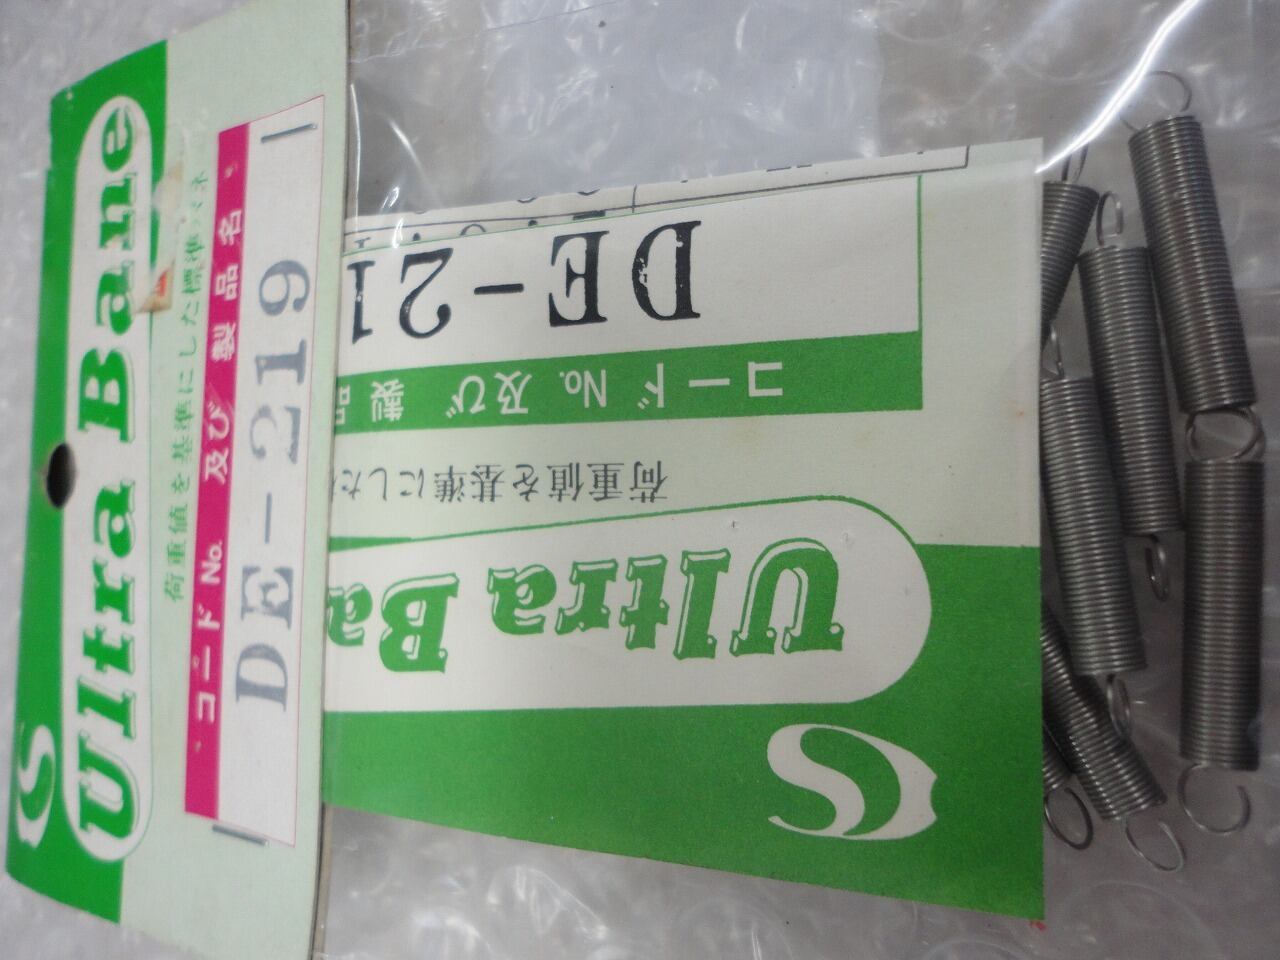 S Ultra Bane
荷重値を基準にした標準バネ
コード No. 及び 製品名
DE-219
DE-21
コード No. 及び 製品
荷重値を基準にした
Ultra Ba
S